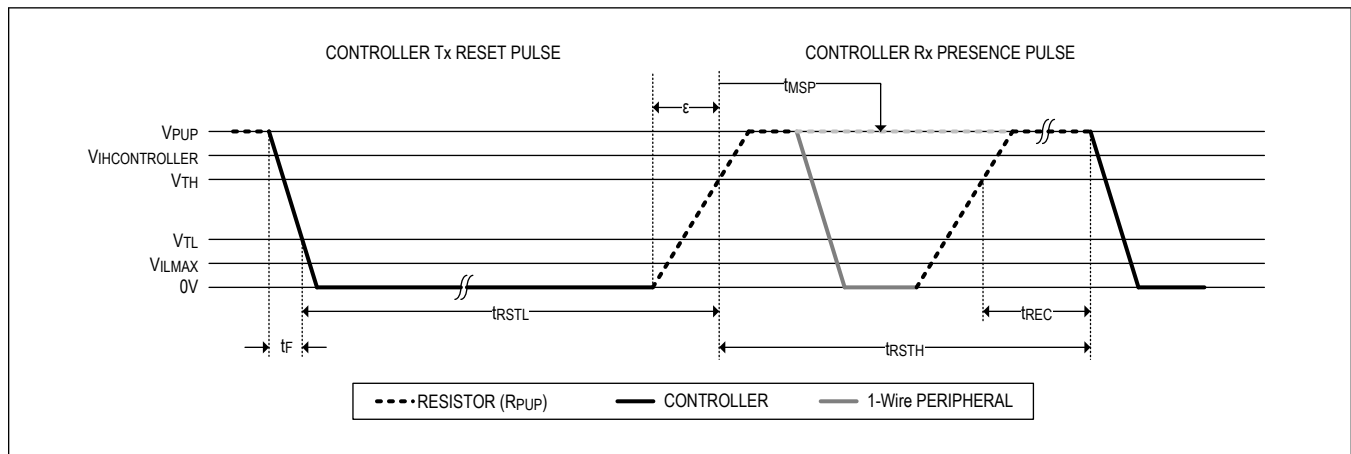 CONTROLLER Tx RESET PULSE
CONTROLLER Rx PRESENCE PULSE
ε
tMSP
VPUP
VIHCONTROLLER
VTH
VTL
VILMAX
0V
tRSTL
tREC
tF
tRSTH
RESISTOR (RPUP)
CONTROLLER
1-Wire PERIPHERAL